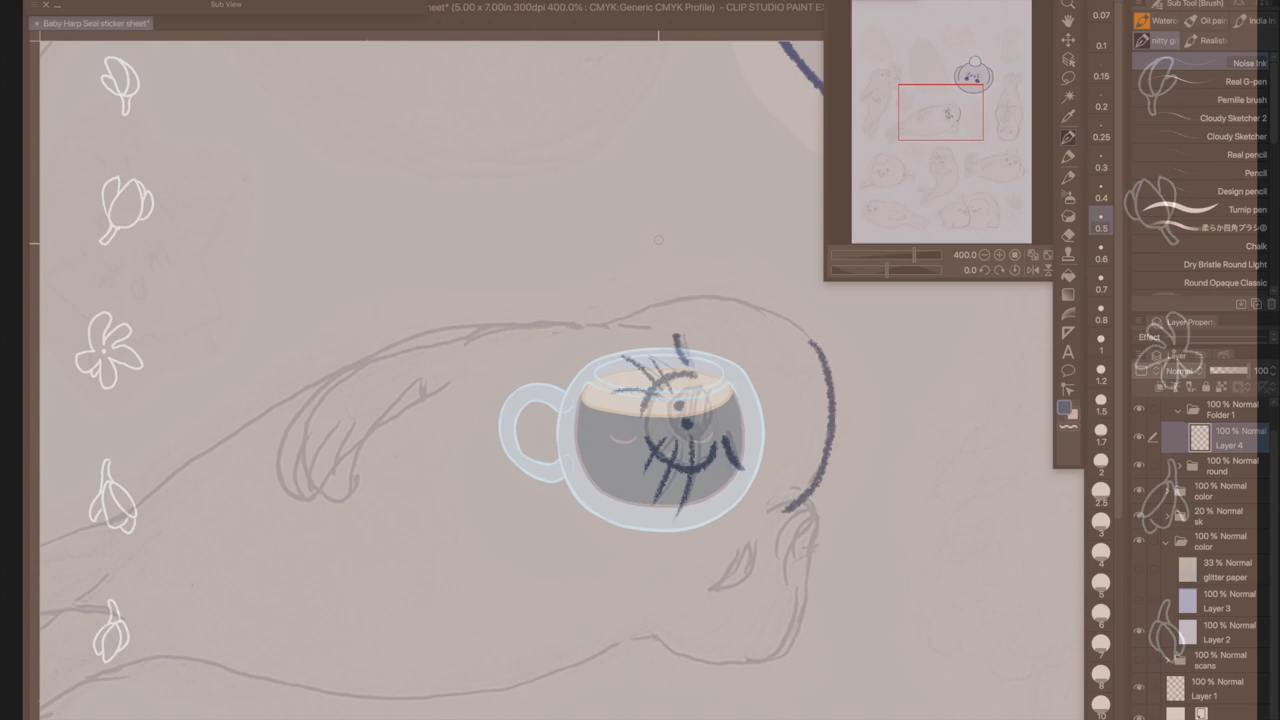 Sub View
sheet* (5.00 x 7.00in 300dpi 400.0% : CMYK:Generic CMYK Profile) - CLIP STUDIO PAINT EX
Baby Harp Seal sticker sheet*
400.0
0.0
0.07
0.1
0.15
0.2
0.25
0.3
0.4
0.5
0.6
0.7
0.8
1
1.2
1.5
1.7
2
2.5
3
4
5
6
7
8
10
Sub Tool [Brush]
Oil pain
India in
nitty g
Realist
Noise Ink
Real G-pen
Pernille brush
Cloudy Sketcher 2
Cloudy Sketcher
Real pencil
Pencil
Design pencil
Turnip pen
柔らか四角ブラシ②
Chalk
Dry Bristle Round Light
Round Opaque Classic
Layer Propert
Effect
Layer
Normal
100
100 % Normal
Folder 1
100 % Normal
Layer 4
100 % Normal
round
100 % Normal
color
20 % Normal
sk
100 % Normal
color
33 % Normal
glitter paper
100 % Normal
Layer 3
100 % Normal
Layer 2
100 % Normal
scans
100 % Normal
Layer 1